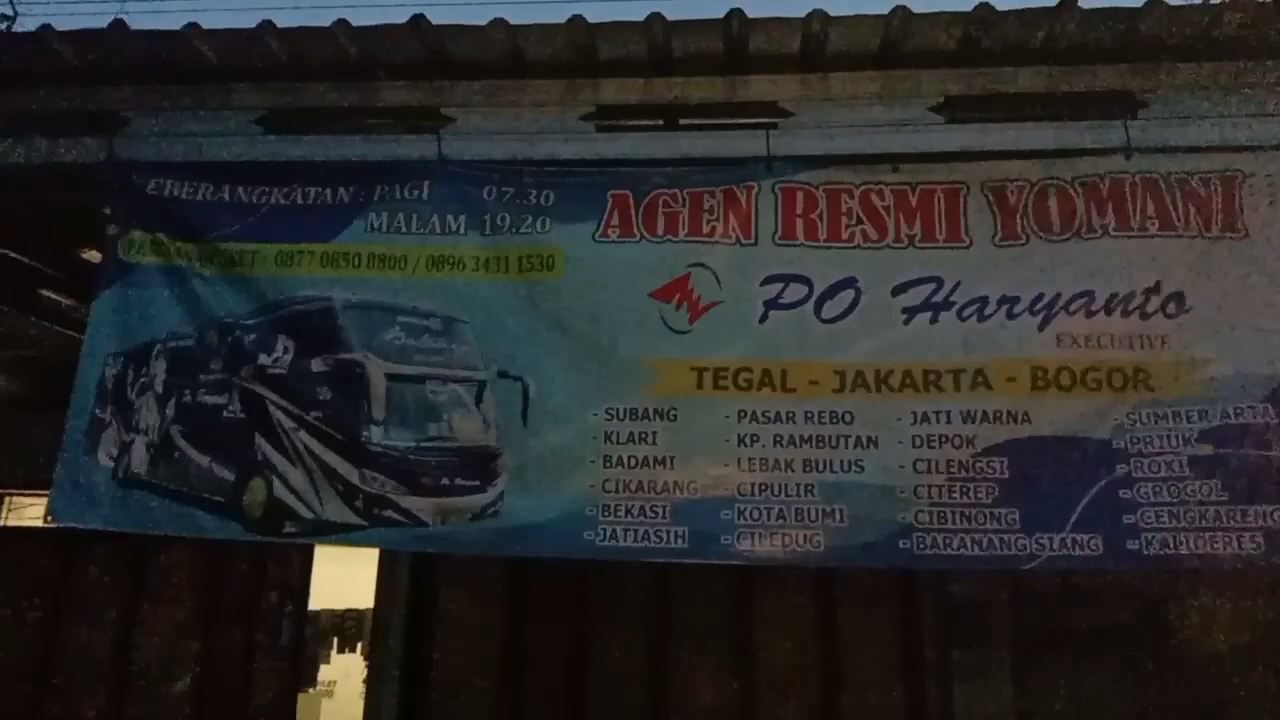 EBERANGKATAN : PAGI 07.30
MALAM 19.20
: 0877 0850 8800 / 0896 3431 1530
AGEN RESMI YOMANI
PO Haryanto
EXECUTIVE
TEGAL - JAKARTA - BOGOR
- SUBANG
- KLARI
- BADAMI
- CIKARANG
- BEKASI
- JATIASIH
- PASAR REBO
- KP. RAMBUTAN
- LEBAK BULUS
- CIPULIR
- KOTA BUMI
- CILEDUG
- JATI WARNA
- DEPOK
- CILENGSI
- CITEREP
- CIBINONG
- BARANANG SIANG
- SUMBER ARTA
- PRIUK
- ROXI
- GROGOL
- CENGKARENG
- KALIDERES